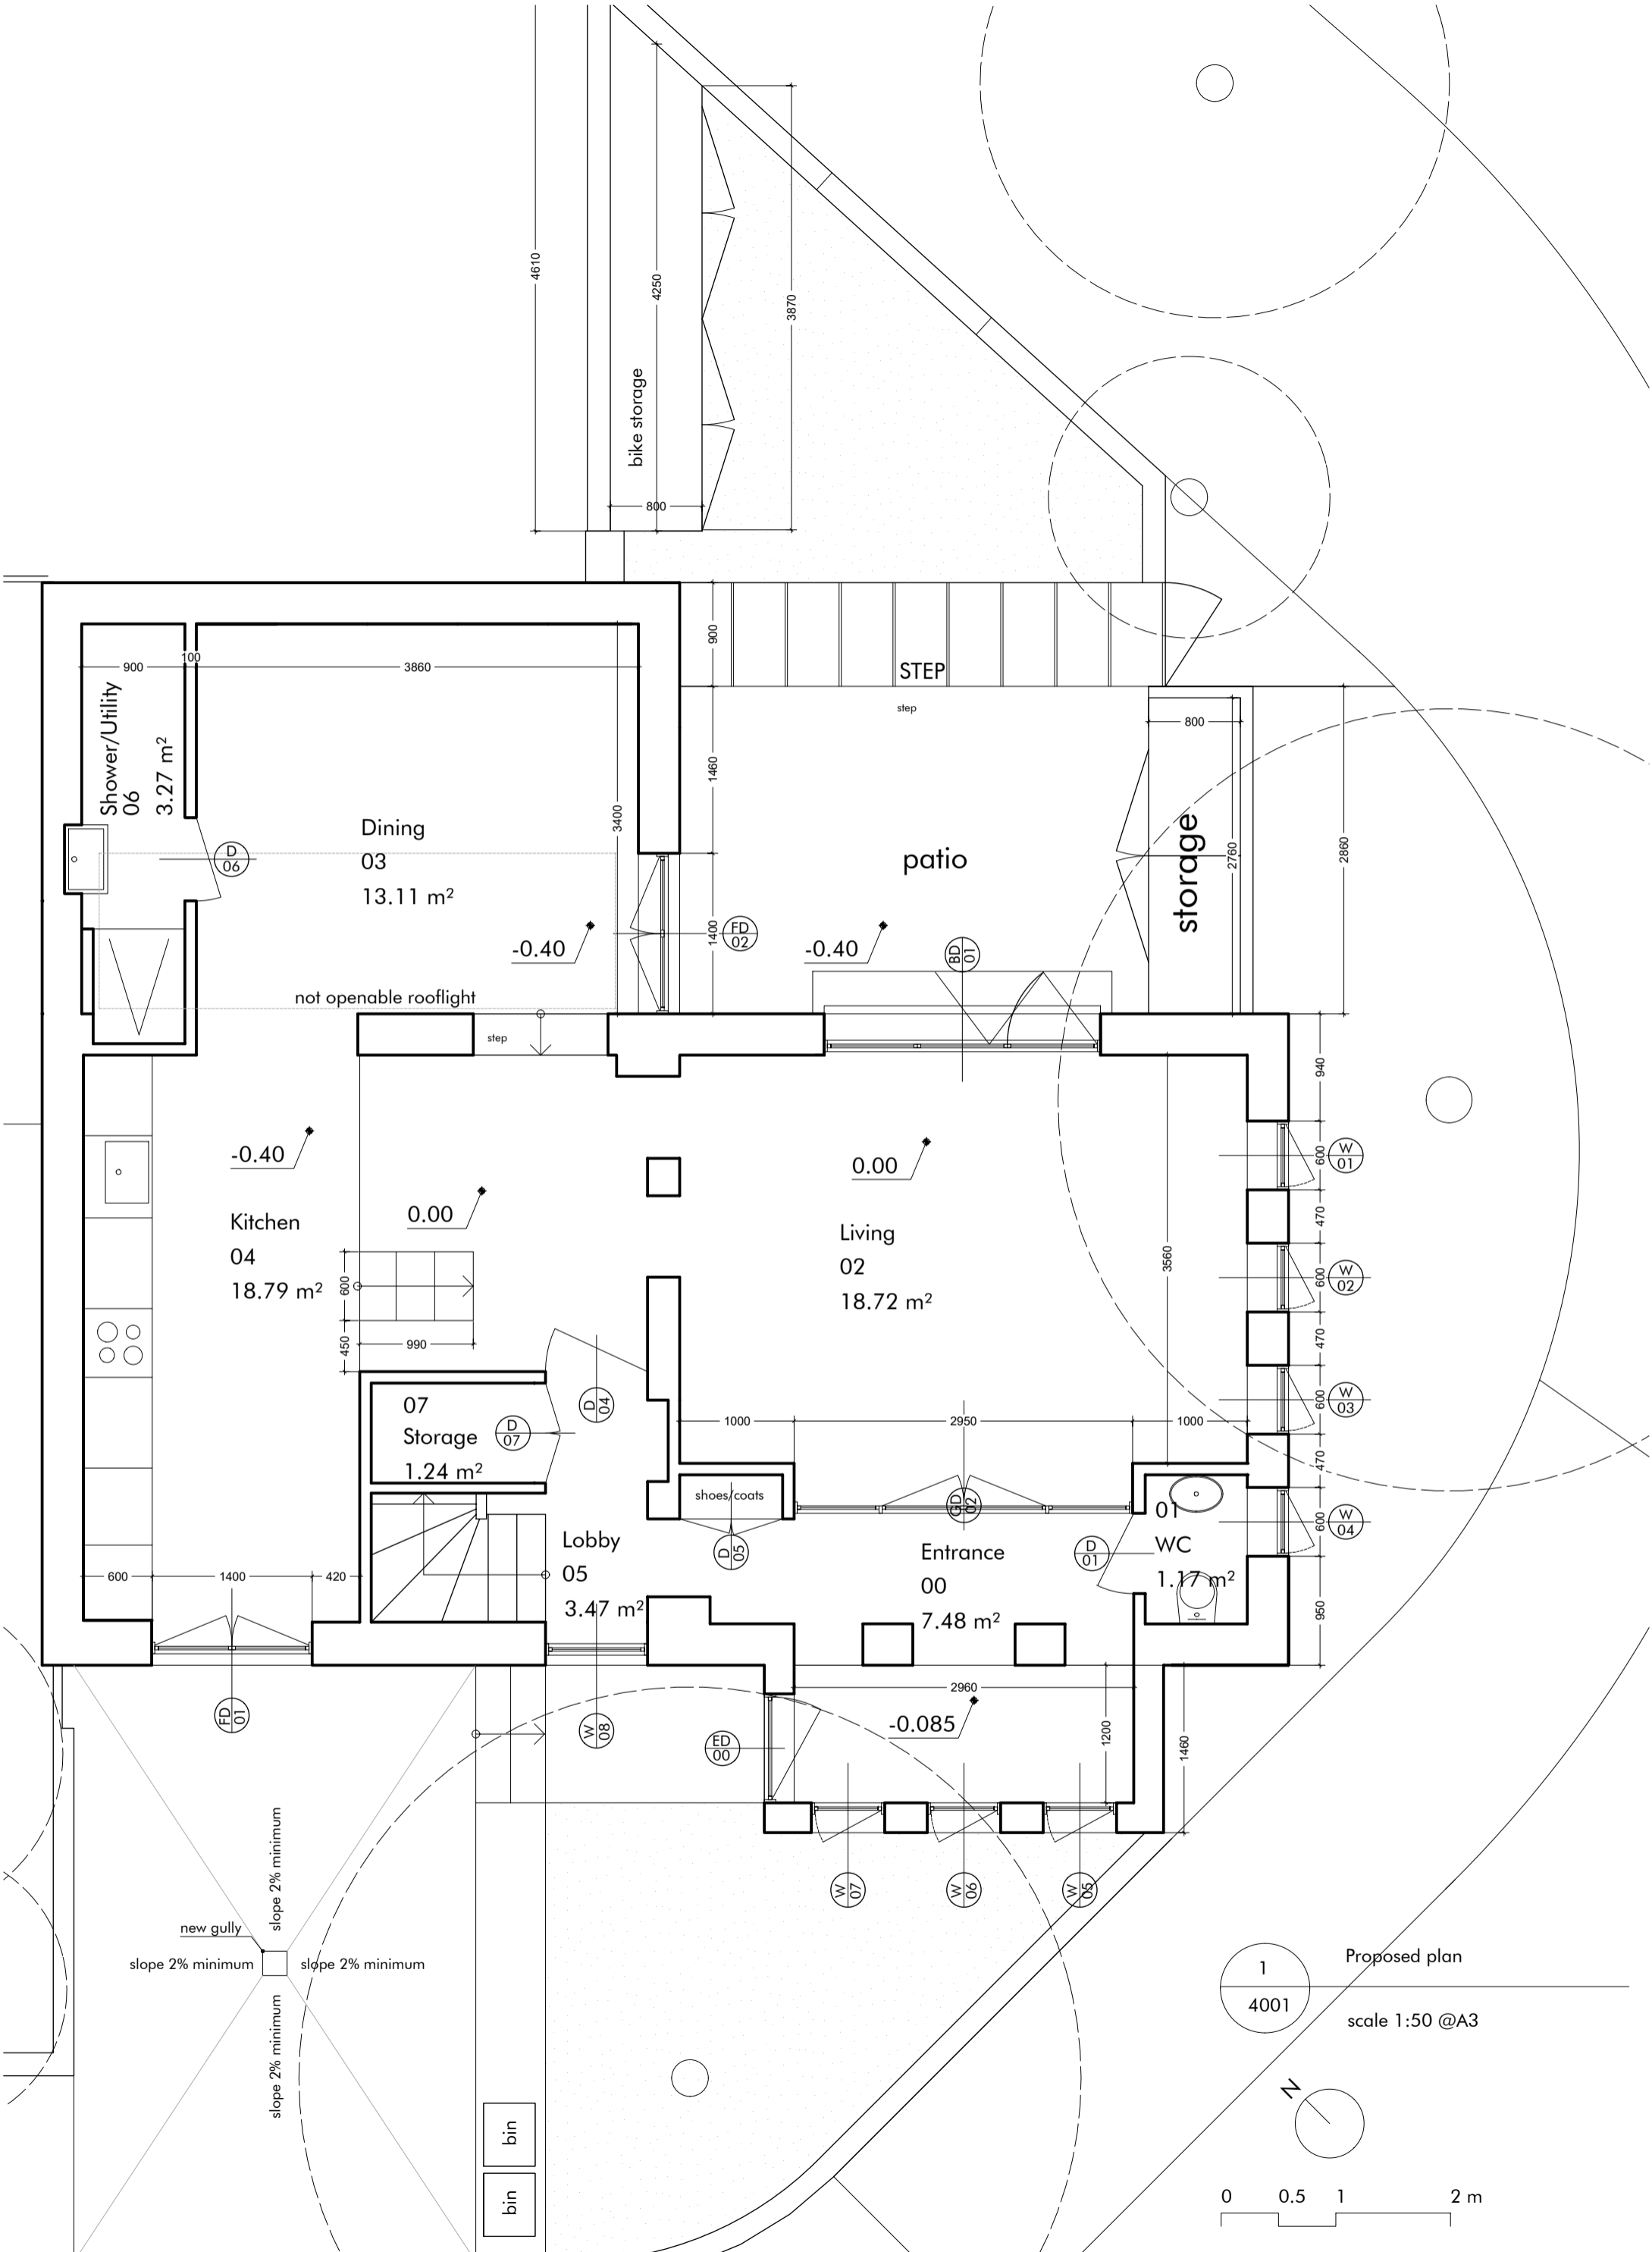 4610
4250
3870
bike storage
800
900
100
3860
900
STEP
step
800
Shower/Utility
06
3.27 m²
1460
3400
2760
2860
Dining
03
13.11 m²
D
06
patio
storage
-0.40
FD
02
1400
-0.40
BD
01
not openable rooflight
step
940
-0.40
0.00
0.00
600
W
01
470
Kitchen
04
18.79 m²
Living
02
18.72 m²
3560
600
W
02
600
450
990
470
07
Storage
1.24 m²
D
07
D
04
600
W
03
1000
2950
1000
470
shoes/coats
GD
02
01
WC
1.17 m²
600
W
04
Lobby
05
3.47 m²
D
05
Entrance
00
7.48 m²
D
01
600
1400
420
950
2960
-0.085
1200
1460
FD
01
W
08
ED
00
W
07
W
06
W
05
slope 2% minimum
new gully
slope 2% minimum
slope 2% minimum
slope 2% minimum
bin
bin
1
4001
Proposed plan
scale 1:50 @A3
N
0 0.5 1 2 m